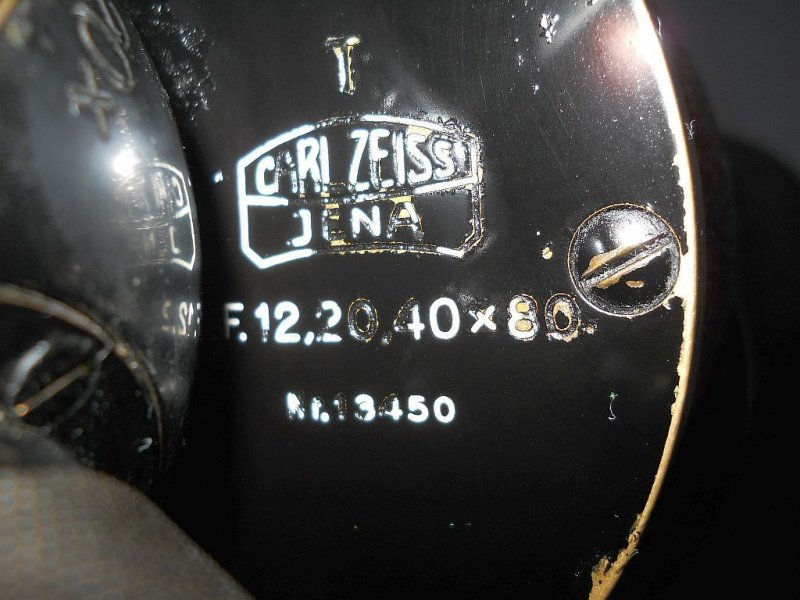 T
CARL ZEISS
JENA
F. 12, 20, 40 × 80.
Nr. 13450